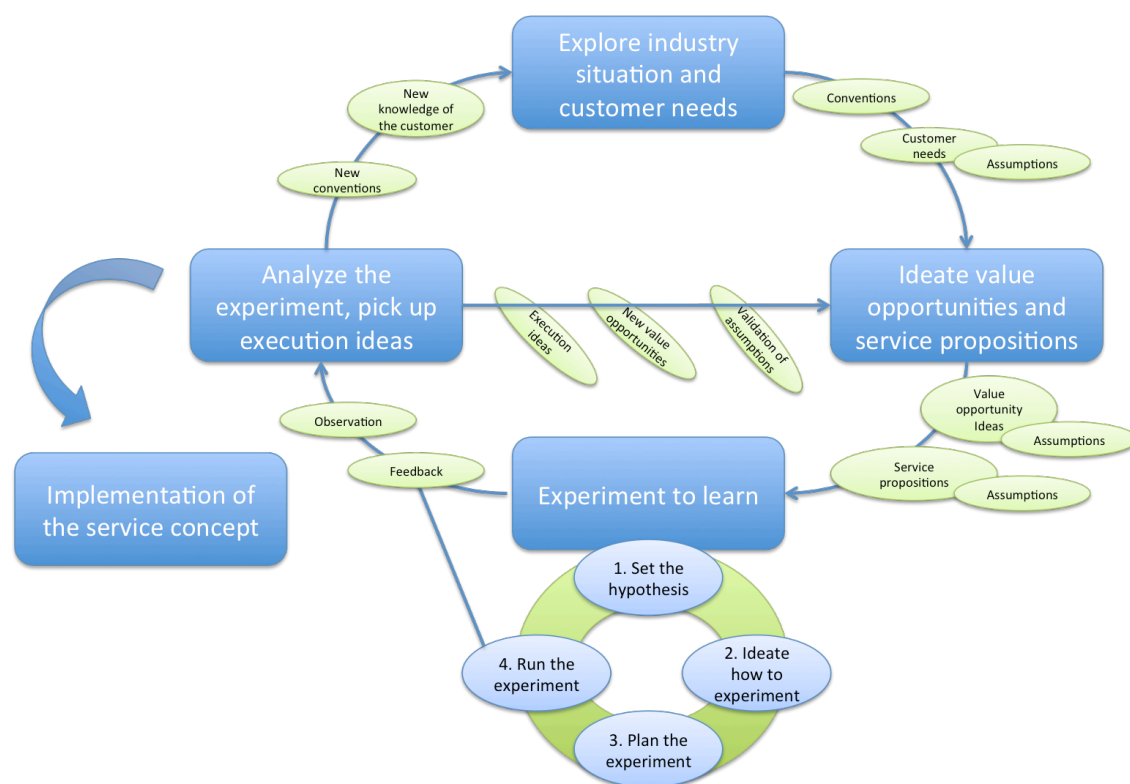 Explore industry
situation and
customer needs
New
knowledge of
the customer
Conventions
Customer
needs
Assumptions
New
conventions
Analyze the
experiment, pick up
execution ideas
Execution
ideas
New value
opportunities
Validation of
assumptions
Ideate value
opportunities and
service propositions
Value
opportunity
Ideas
Assumptions
Service
propositions
Assumptions
Observation
Feedback
Experiment to learn
Implementation of
the service concept
1. Set the
hypothesis
2. Ideate
how to
experiment
3. Plan the
experiment
4. Run the
experiment